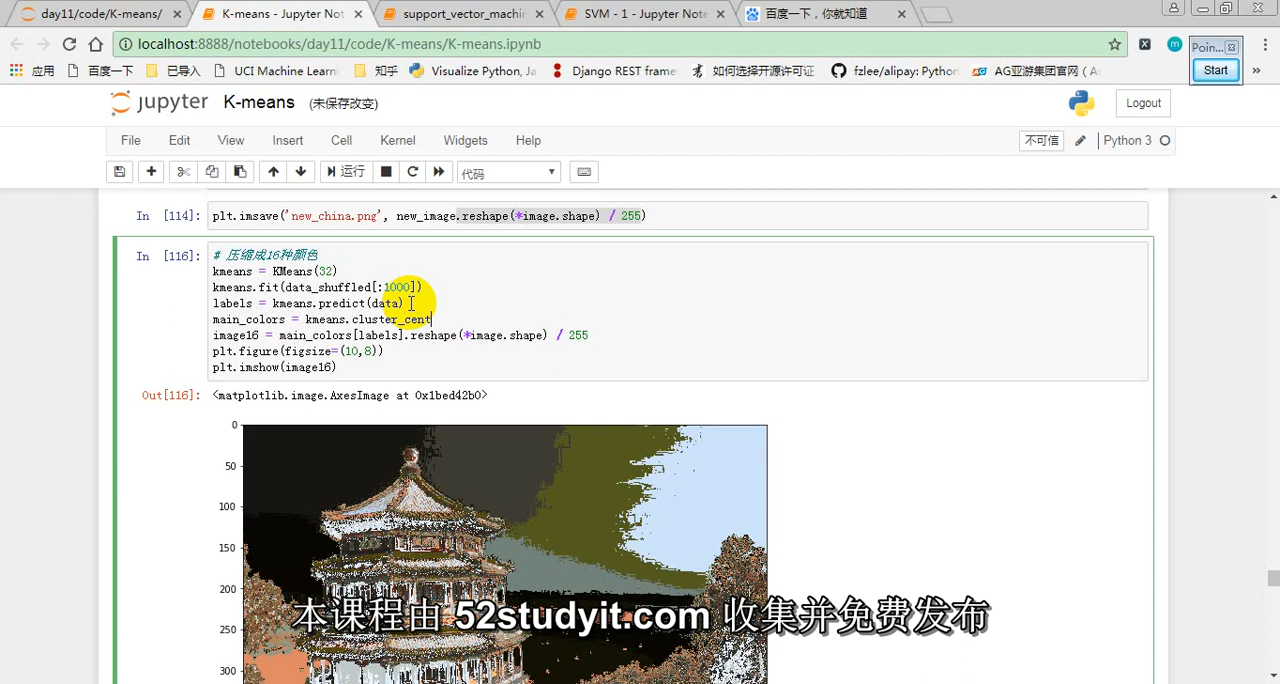 day11/code/K-means/
K-means - Jupyter Not
support_vector_machin
SVM - 1 - Jupyter Note
百度一下，你就知道
localhost:8888/notebooks/day11/code/K-means/K-means.ipynb
应用
百度一下
已导入
UCI Machine Learni
知乎
Visualize Python, Ja
Django REST frame
如何选择开源许可证
fzlee/alipay: Python
AG亚游集团官网（A
Poin...
Start
jupyter
K-means
(未保存改变)
Logout
File
Edit
View
Insert
Cell
Kernel
Widgets
Help
不可信
Python 3
运行
代码
In [114]:
plt.imsave('new_china.png', new_image.reshape(*image.shape) / 255)
In [116]:
# 压缩成16种颜色
kmeans = KMeans(32)
kmeans.fit(data_shuffled[:1000])
labels = kmeans.predict(data)
main_colors = kmeans.cluster_cent
image16 = main_colors[labels].reshape(*image.shape) / 255
plt.figure(figsize=(10,8))
plt.imshow(image16)
Out[116]:
<matplotlib.image.AxesImage at 0x1bed42b0>
0
50
100
150
200
250
300
本课程由 52studyit.com 收集并免费发布